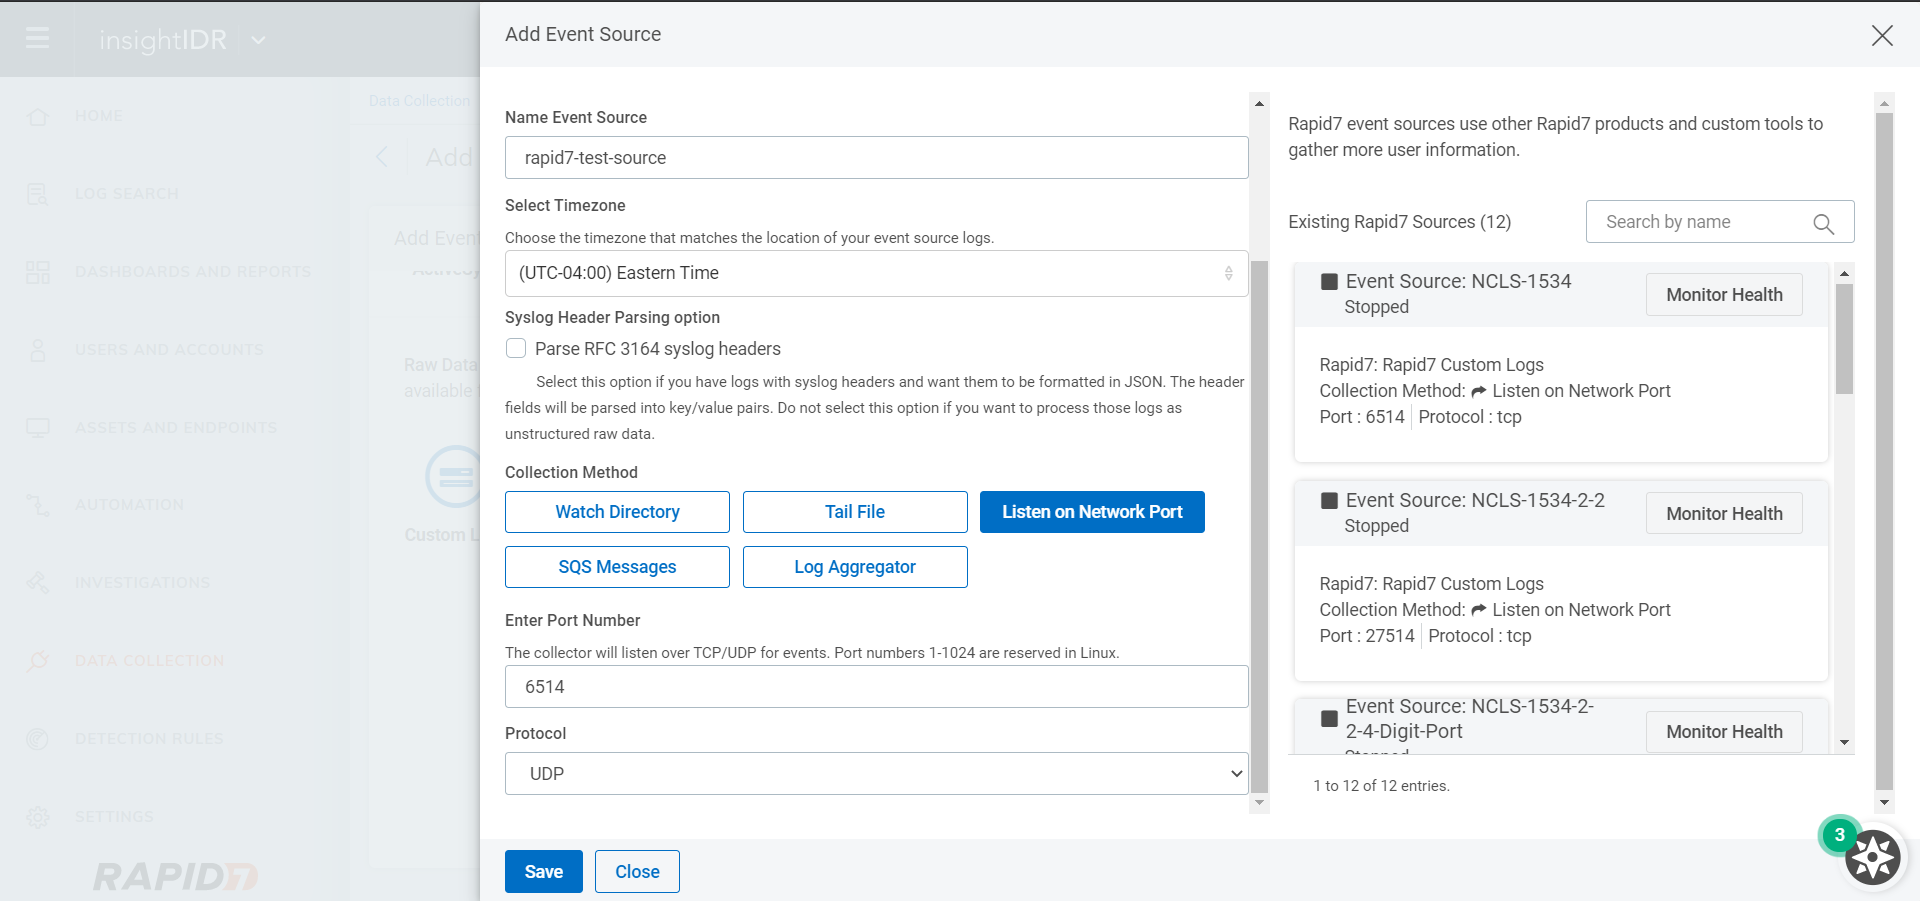 insightIDR
HOME
LOG SEARCH
DASHBOARDS AND REPORTS
USERS AND ACCOUNTS
ASSETS AND ENDPOINTS
AUTOMATION
INVESTIGATIONS
DATA COLLECTION
DETECTION RULES
SETTINGS
RAPID7
Data Collection
Add
Add Even
Raw Data
available
Custom L
Add Event Source
Name Event Source
rapid7-test-source
Select Timezone
Choose the timezone that matches the location of your event source logs.
(UTC-04:00) Eastern Time
Syslog Header Parsing option
Parse RFC 3164 syslog headers
Select this option if you have logs with syslog headers and want them to be formatted in JSON. The header
fields will be parsed into key/value pairs. Do not select this option if you want to process those logs as
unstructured raw data.
Collection Method
Watch Directory
Tail File
Listen on Network Port
SQS Messages
Log Aggregator
Enter Port Number
The collector will listen over TCP/UDP for events. Port numbers 1-1024 are reserved in Linux.
6514
Protocol
UDP
Save
Close
Rapid7 event sources use other Rapid7 products and custom tools to
gather more user information.
Existing Rapid7 Sources (12)
Search by name
Event Source: NCLS-1534
Stopped
Monitor Health
Rapid7: Rapid7 Custom Logs
Collection Method: Listen on Network Port
Port : 6514 Protocol : tcp
Event Source: NCLS-1534-2-2
Stopped
Monitor Health
Rapid7: Rapid7 Custom Logs
Collection Method: Listen on Network Port
Port : 27514 Protocol : tcp
Event Source: NCLS-1534-2-
2-4-Digit-Port
Monitor Health
1 to 12 of 12 entries.
3